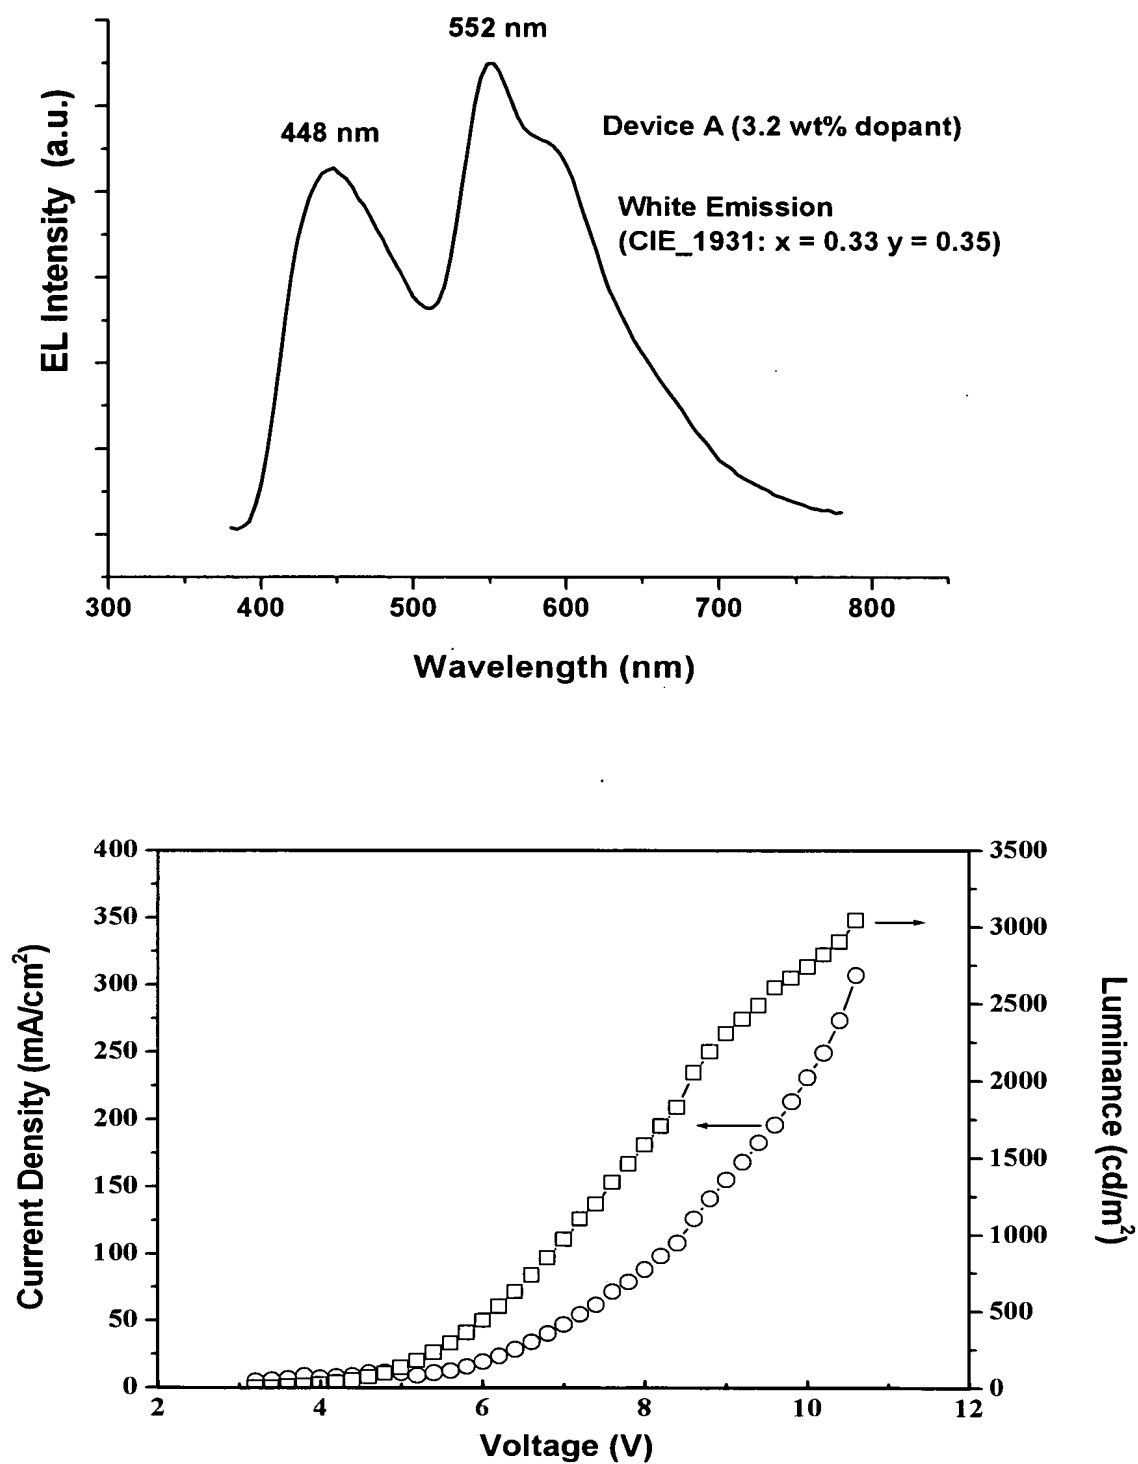 552 nm
448 nm
Device A (3.2 wt% dopant)
White Emission
(CIE_1931: x = 0.33 y = 0.35)
EL Intensity (a.u.)
300 400 500 600 700 800
Wavelength (nm)
400
350
300
250
200
150
100
50
0
Current Density (mA/cm²)
3500
3000
2500
2000
1500
1000
500
0
Luminance (cd/m²)
2 4 6 8 10 12
Voltage (V)